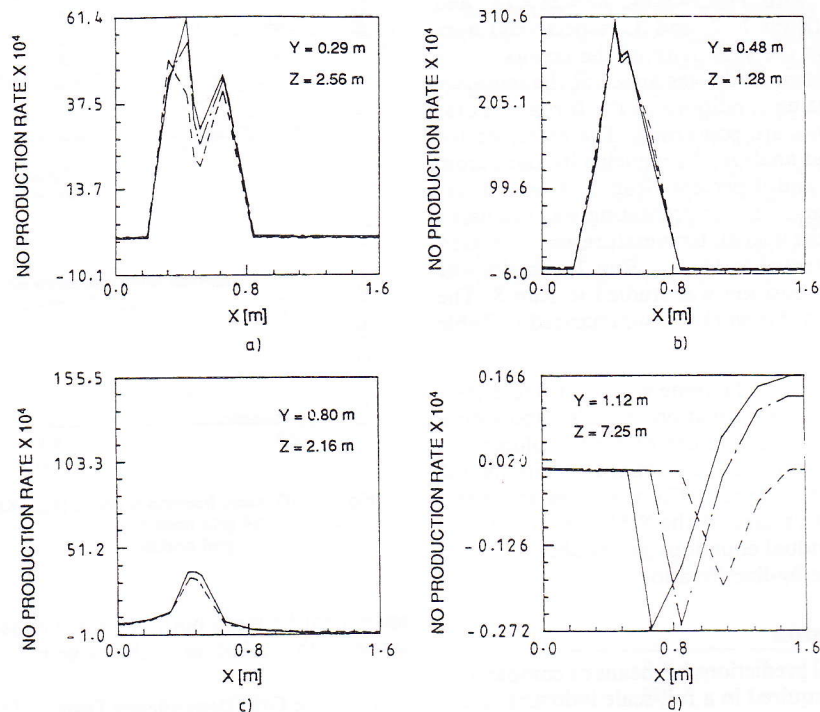 61.4
37.5
13.7
-10.1
0.0
0.8
1.6
NO PRODUCTION RATE X 10⁴
Y = 0.29 m
Z = 2.56 m
X [m]
a)
310.6
205.1
99.6
-6.0
0.0
0.8
1.6
NO PRODUCTION RATE X 10⁴
Y = 0.48 m
Z = 1.28 m
X [m]
b)
155.5
103.3
51.2
-1.0
0.0
0.8
1.6
NO PRODUCTION RATE X 10⁴
Y = 0.80 m
Z = 2.16 m
X [m]
c)
0.166
0.020
-0.126
-0.272
0.0
0.8
1.6
NO PRODUCTION RATE X 10⁴
Y = 1.12 m
Z = 7.25 m
X [m]
d)